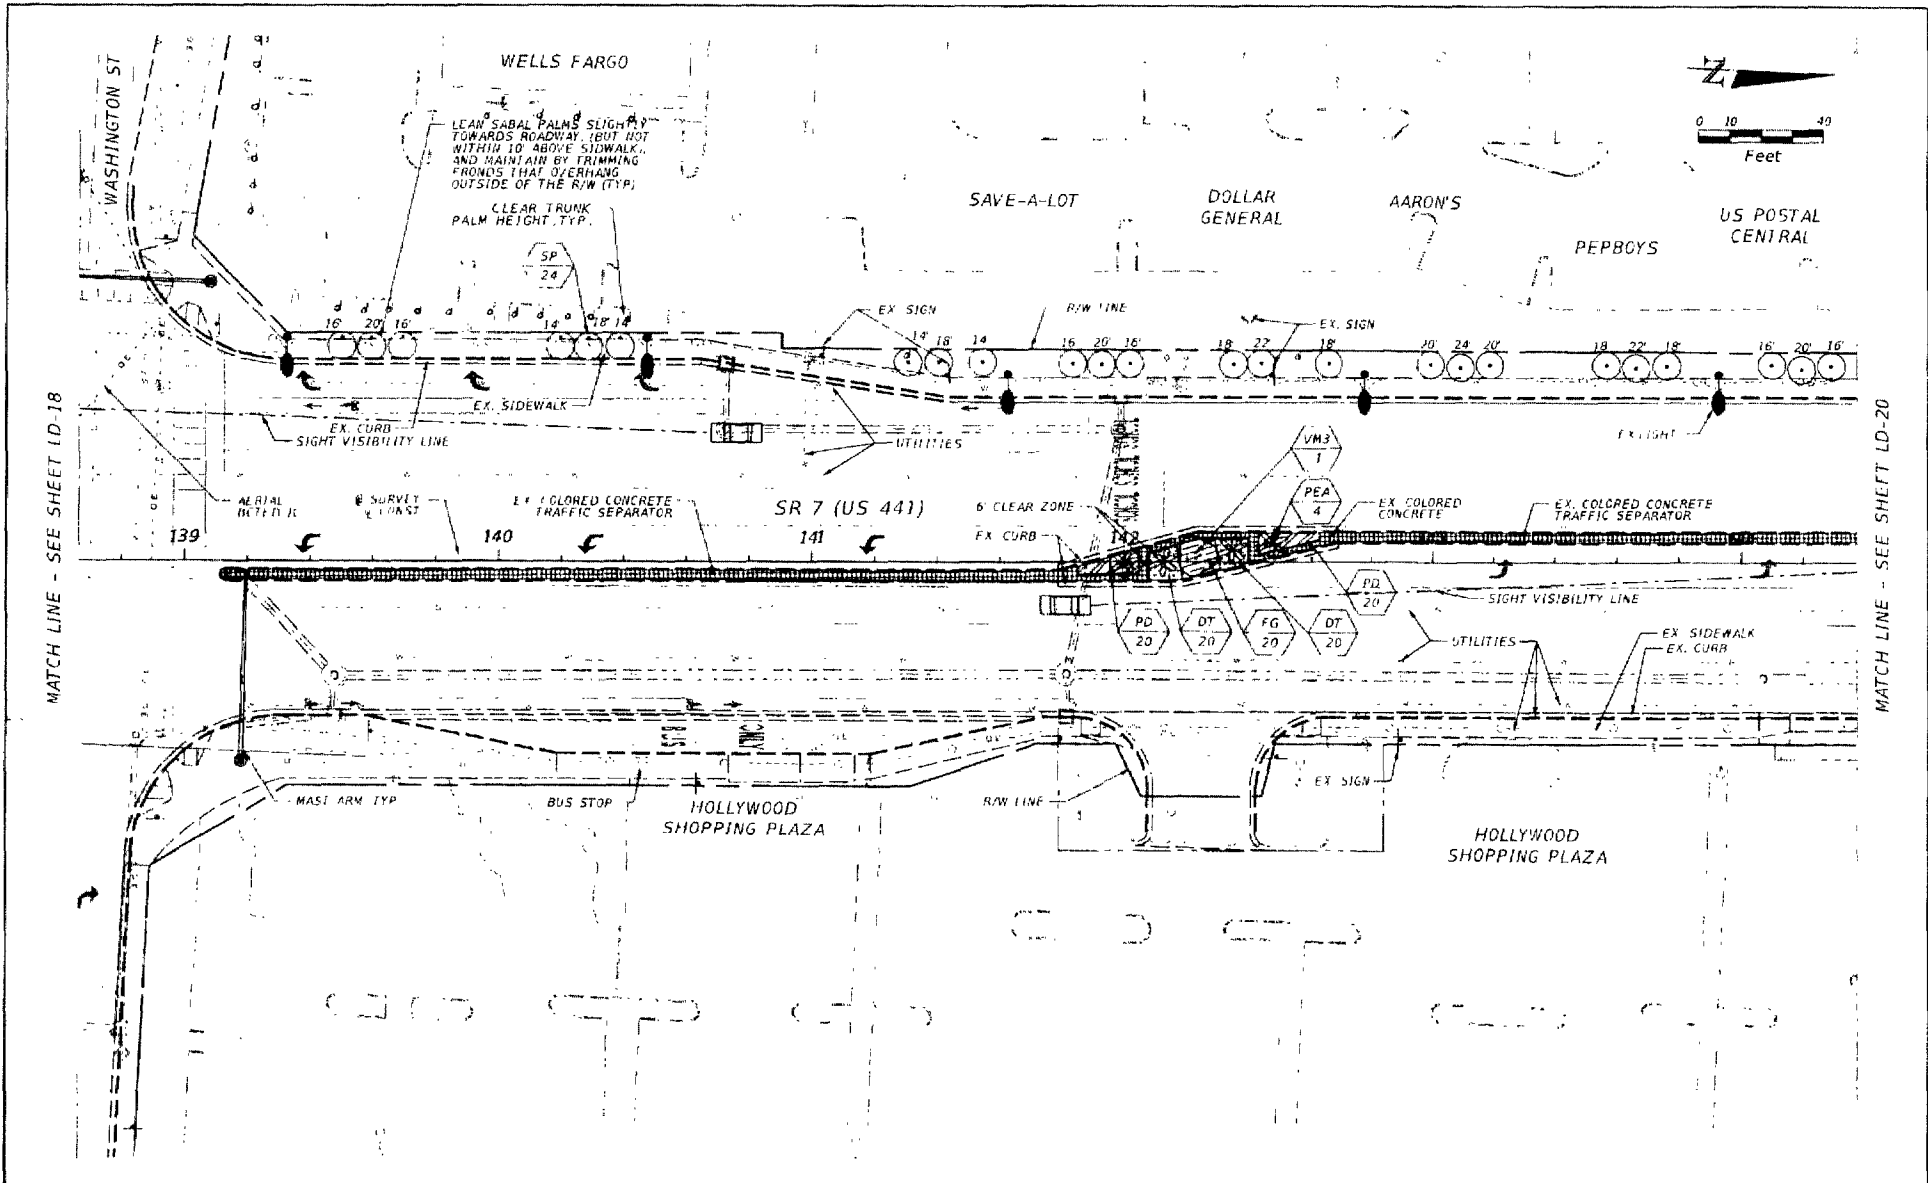 WASHINGTON ST
WELLS FARGO
LEAN SABAL PALMS SLIGHTLY
TOWARDS ROADWAY, (BUT NOT
WITHIN 10' ABOVE SIDWALK),
AND MAINTAIN BY TRIMMING
FRONDS THAT OVERHANG
OUTSIDE OF THE R/W (TYP)
CLEAR TRUNK
PALM HEIGHT, TYP.
SP
24
SAVE-A-LOT
DOLLAR
GENERAL
AARON'S
PEPBOYS
US POSTAL
CENTRAL
0 10 40
Feet
EX SIGN
R/W LINE
EX. SIGN
16' 20' 16'
14' 18' 14'
14' 18' 14
16 20' 16'
18' 22' 18'
20' 24 20'
18 22' 18'
16' 20' 16'
EX. SIDEWALK
EX. CURB
SIGHT VISIBILITY LINE
UTILITIES
EX LIGHT
MATCH LINE - SEE SHEET LD-18
MATCH LINE - SEE SHEET LD-20
AERIAL
SURVEY
CONST
EX COLORED CONCRETE
TRAFFIC SEPARATOR
SR 7 (US 441)
6' CLEAR ZONE
EX CURB
VM3
1
PEA
4
EX. COLORED
CONCRETE
EX. COLORED CONCRETE
TRAFFIC SEPARATOR
139
140
141
142
PD
20
DT
20
FG
20
DT
20
PD
20
SIGHT VISIBILITY LINE
UTILITIES
EX SIDEWALK
EX. CURB
MAST ARM TYP
BUS STOP
HOLLYWOOD
SHOPPING PLAZA
R/W LINE
EX SIGN
HOLLYWOOD
SHOPPING PLAZA